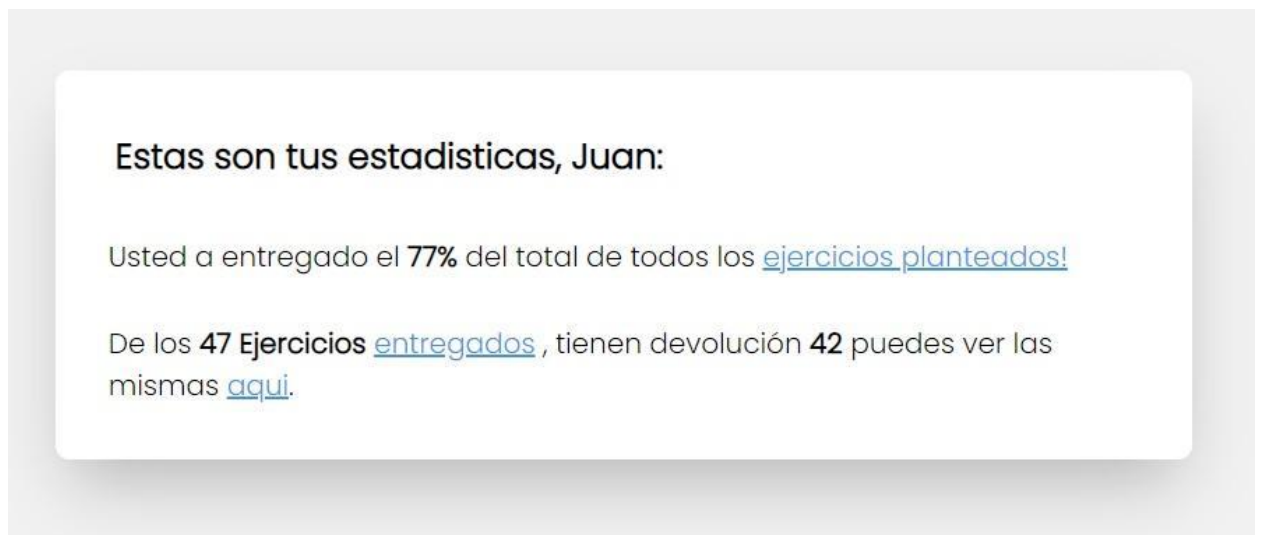 Estas son tus estadisticas, Juan:
Usted a entregado el 77% del total de todos los ejercicios planteados!
De los 47 Ejercicios entregados , tienen devolución 42 puedes ver las
mismas aqui.